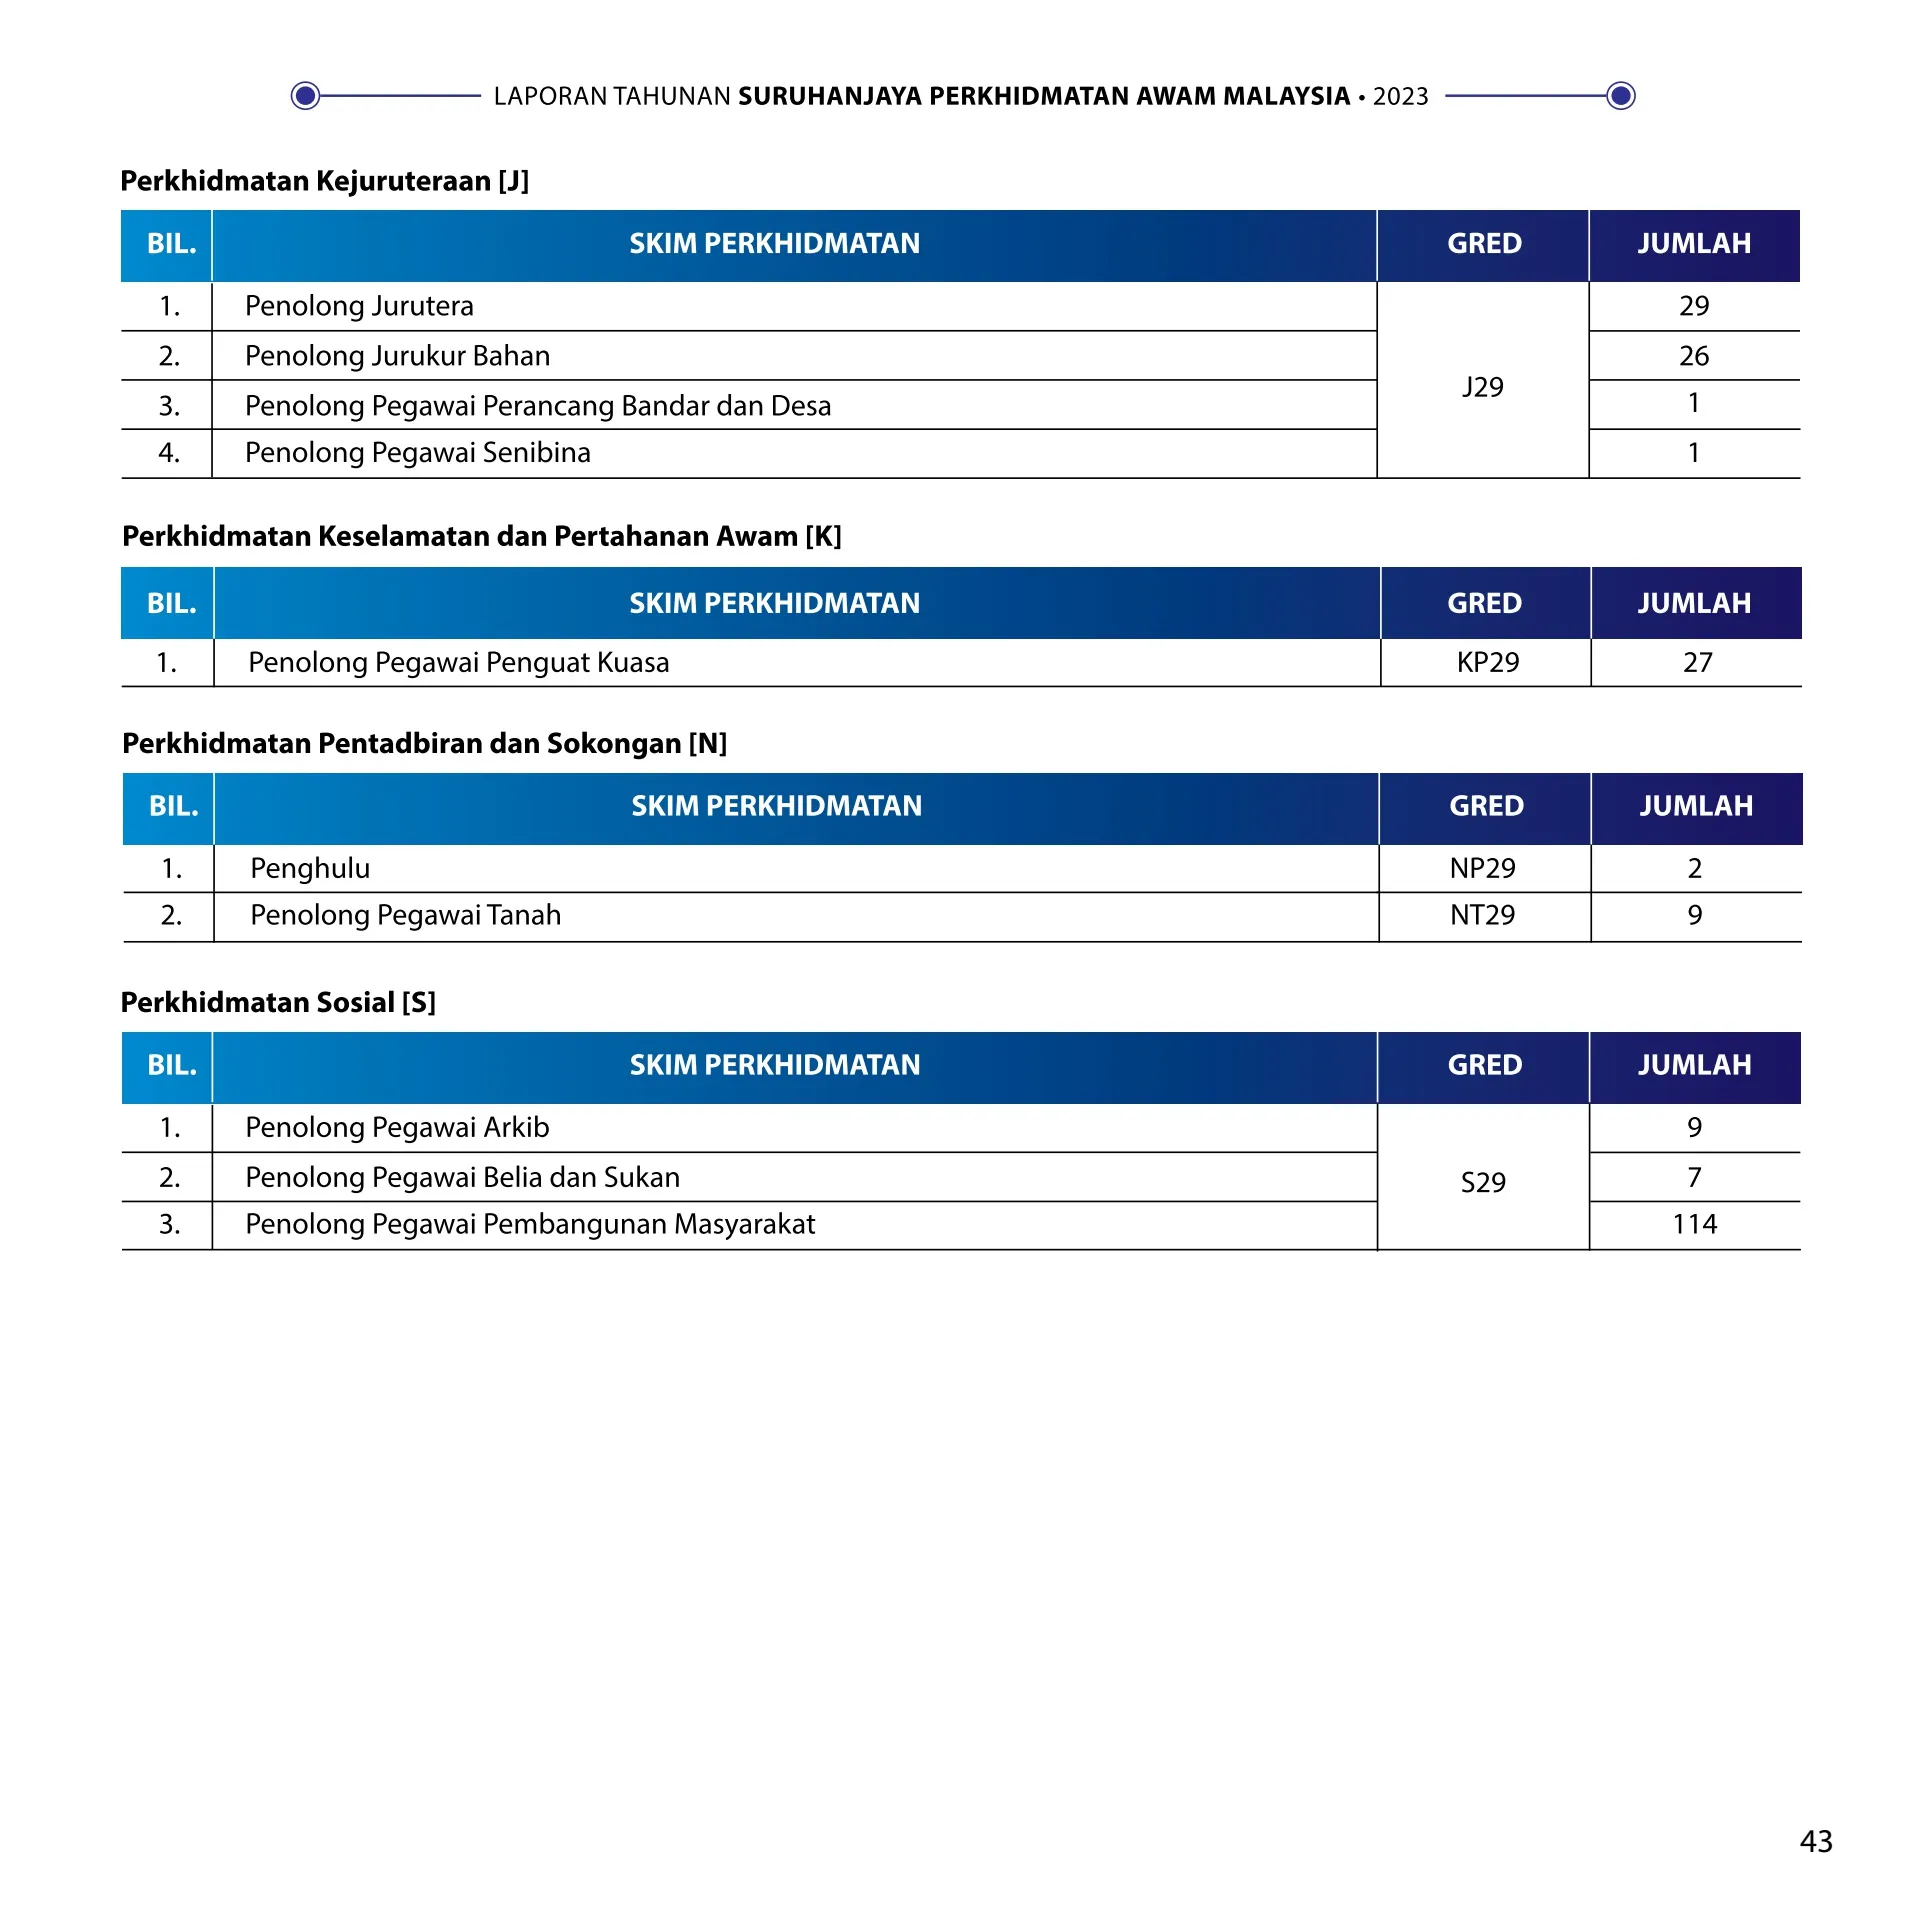 LAPORAN TAHUNAN SURUHANJAYA PERKHIDMATAN AWAM MALAYSIA • 2023
Perkhidmatan Kejuruteraan [J]
BIL. SKIM PERKHIDMATAN GRED JUMLAH
1. Penolong Jurutera 29
2. Penolong Jurukur Bahan 26
J29
3. Penolong Pegawai Perancang Bandar dan Desa 1
4. Penolong Pegawai Senibina 1
Perkhidmatan Keselamatan dan Pertahanan Awam [K]
BIL. SKIM PERKHIDMATAN GRED JUMLAH
1. Penolong Pegawai Penguat Kuasa KP29 27
Perkhidmatan Pentadbiran dan Sokongan [N]
BIL. SKIM PERKHIDMATAN GRED JUMLAH
1. Penghulu NP29 2
2. Penolong Pegawai Tanah NT29 9
Perkhidmatan Sosial [S]
BIL. SKIM PERKHIDMATAN GRED JUMLAH
1. Penolong Pegawai Arkib 9
2. Penolong Pegawai Belia dan Sukan S29 7
3. Penolong Pegawai Pembangunan Masyarakat 114
43